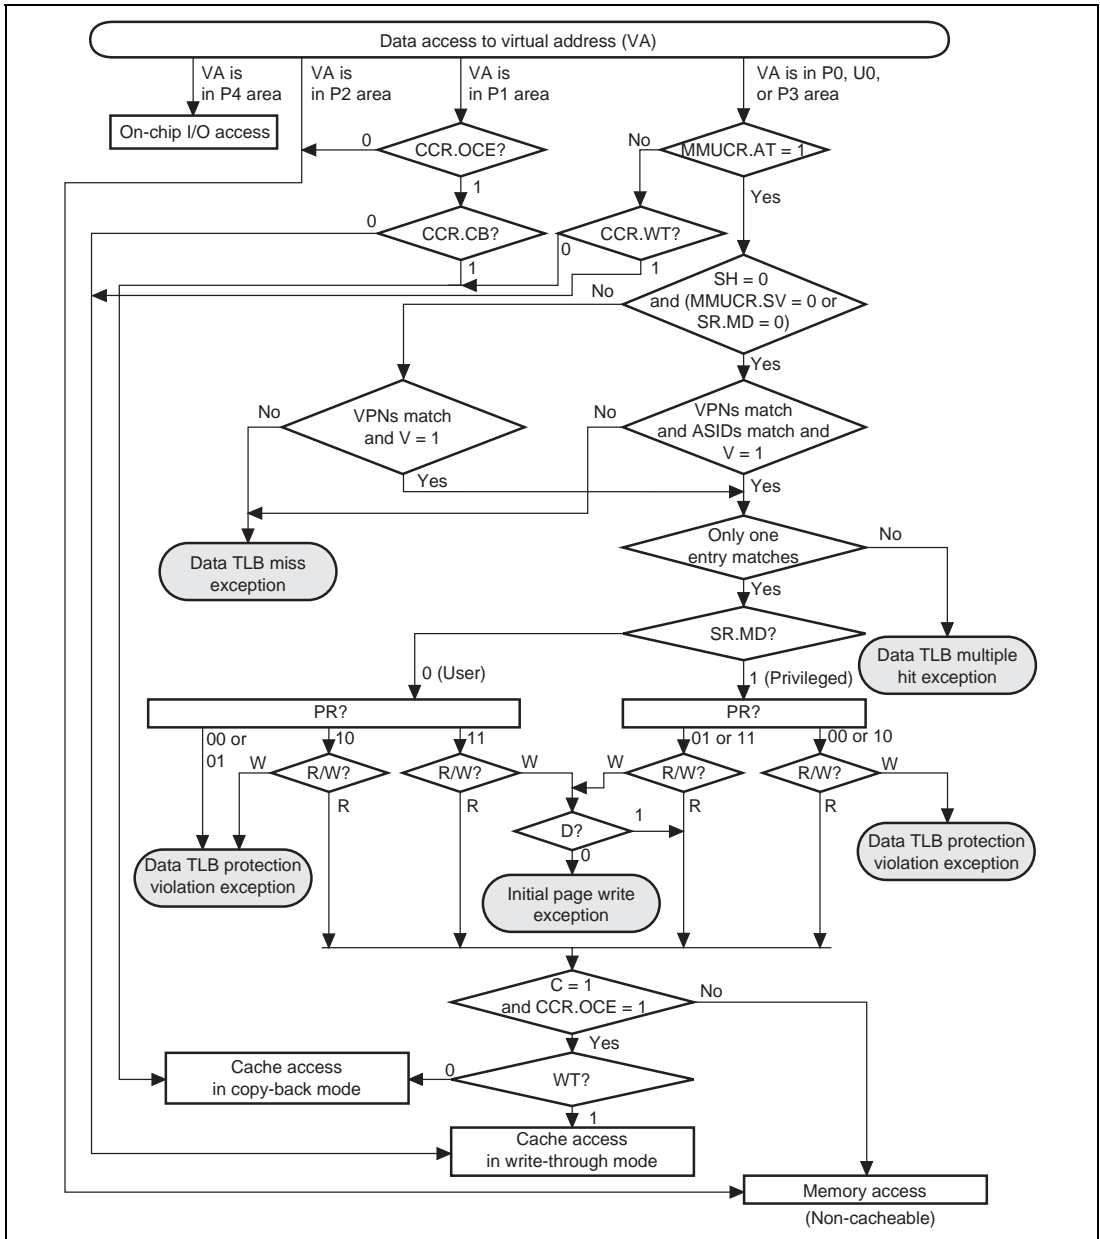 Data access to virtual address (VA)
VA is
in P4 area
VA is
in P2 area
VA is
in P1 area
VA is in P0, U0,
or P3 area
On-chip I/O access
0
CCR.OCE?
No
MMUCR.AT = 1
1
Yes
0
CCR.CB?
CCR.WT?
0
1
1
SH = 0
and (MMUCR.SV = 0 or
SR.MD = 0)
No
Yes
No
VPNs match
and V = 1
No
VPNs match
and ASIDs match and
V = 1
Yes
Yes
Only one
entry matches
No
Data TLB miss
exception
Yes
SR.MD?
Data TLB multiple
hit exception
0 (User)
1 (Privileged)
PR?
PR?
00 or
01
10
11
01 or 11
00 or 10
W
R/W?
R/W?
W
W
R/W?
R/W?
W
R
R
R
R
D?
1
0
Data TLB protection
violation exception
Data TLB protection
violation exception
Initial page write
exception
C = 1
and CCR.OCE = 1
No
Yes
Cache access
in copy-back mode
0
WT?
1
Cache access
in write-through mode
Memory access
(Non-cacheable)